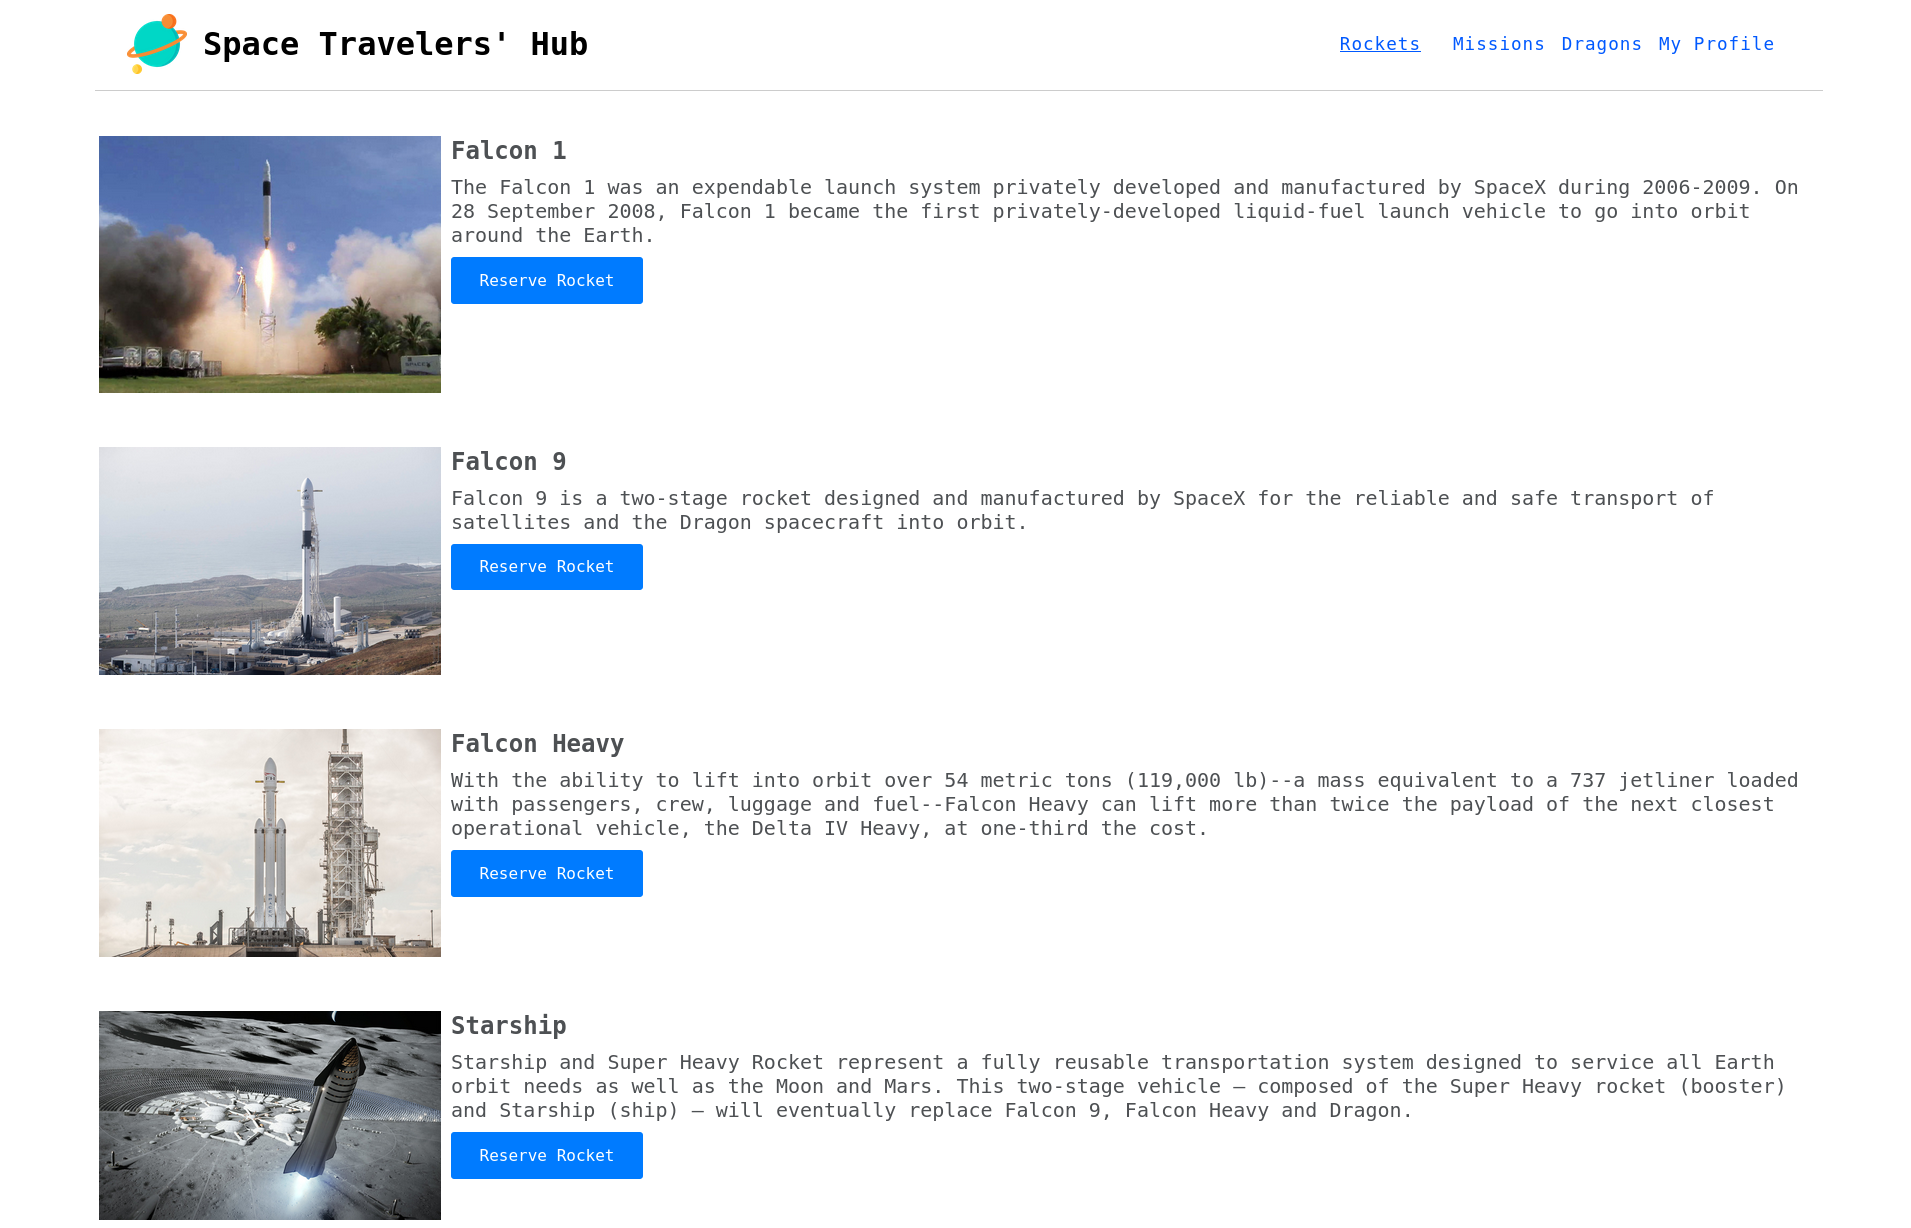 Space Travelers' Hub
Rockets Missions Dragons My Profile
Falcon 1
The Falcon 1 was an expendable launch system privately developed and manufactured by SpaceX during 2006-2009. On
28 September 2008, Falcon 1 became the first privately-developed liquid-fuel launch vehicle to go into orbit
around the Earth.
Reserve Rocket
Falcon 9
Falcon 9 is a two-stage rocket designed and manufactured by SpaceX for the reliable and safe transport of
satellites and the Dragon spacecraft into orbit.
Reserve Rocket
Falcon Heavy
With the ability to lift into orbit over 54 metric tons (119,000 lb)--a mass equivalent to a 737 jetliner loaded
with passengers, crew, luggage and fuel--Falcon Heavy can lift more than twice the payload of the next closest
operational vehicle, the Delta IV Heavy, at one-third the cost.
Reserve Rocket
Starship
Starship and Super Heavy Rocket represent a fully reusable transportation system designed to service all Earth
orbit needs as well as the Moon and Mars. This two-stage vehicle — composed of the Super Heavy rocket (booster)
and Starship (ship) — will eventually replace Falcon 9, Falcon Heavy and Dragon.
Reserve Rocket